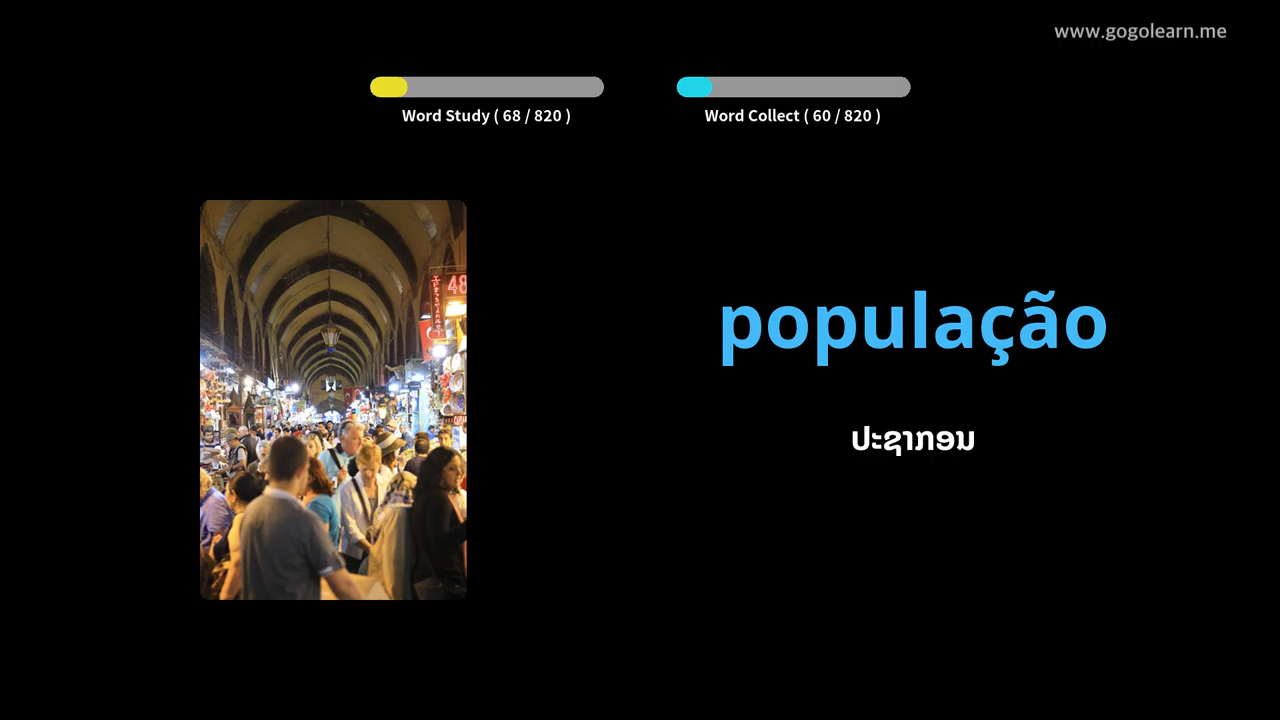 www.gogolearn.me
Word Study ( 68 / 820 )
Word Collect ( 60 / 820 )
48
população
ປະຊາກອນ